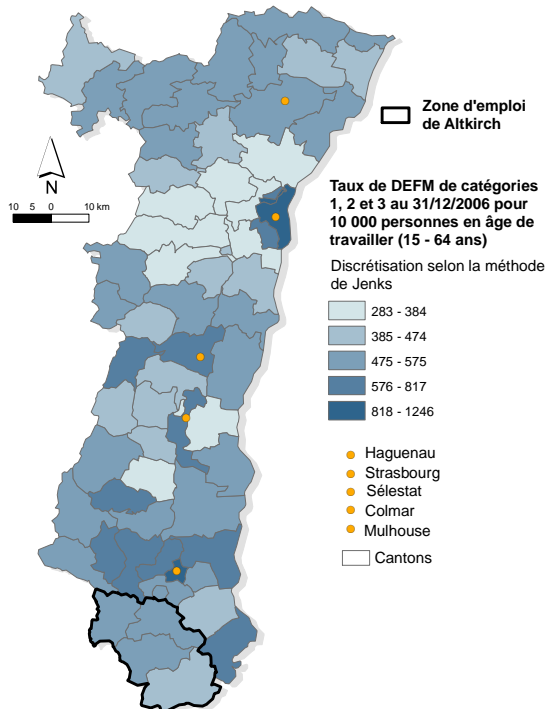 Zone d'emploi
de Altkirch
N
10 5 0 10 km
Taux de DEFM de catégories
1, 2 et 3 au 31/12/2006 pour
10 000 personnes en âge de
travailler (15 - 64 ans)
Discrétisation selon la méthode
de Jenks
283 - 384
385 - 474
475 - 575
576 - 817
818 - 1246
Haguenau
Strasbourg
Sélestat
Colmar
Mulhouse
Cantons